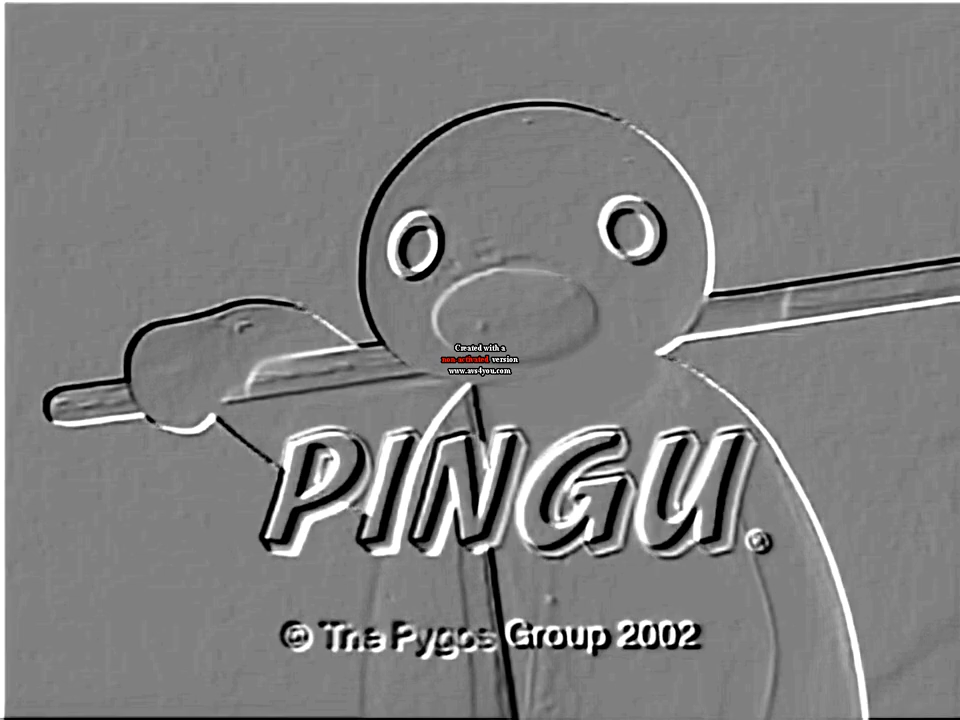 Created with a
non-activated version
www.avs4you.com
PINGU®
© The Pygos Group 2002